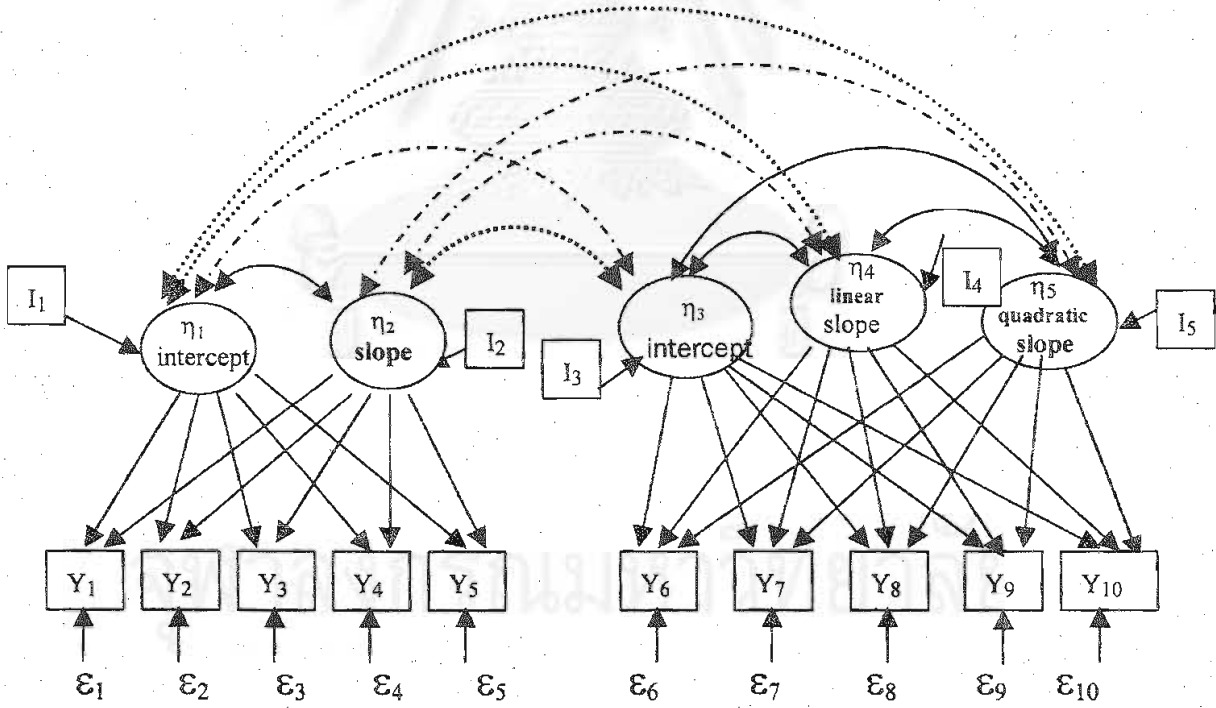 I₁
η₁
intercept
η₂
slope
I₂
I₃
η₃
intercept
η₄
linear
slope
I₄
η₅
quadratic
slope
I₅
Y₁ Y₂ Y₃ Y₄ Y₅ Y₆ Y₇ Y₈ Y₉ Y₁₀
ε₁ ε₂ ε₃ ε₄ ε₅ ε₆ ε₇ ε₈ ε₉ ε₁₀